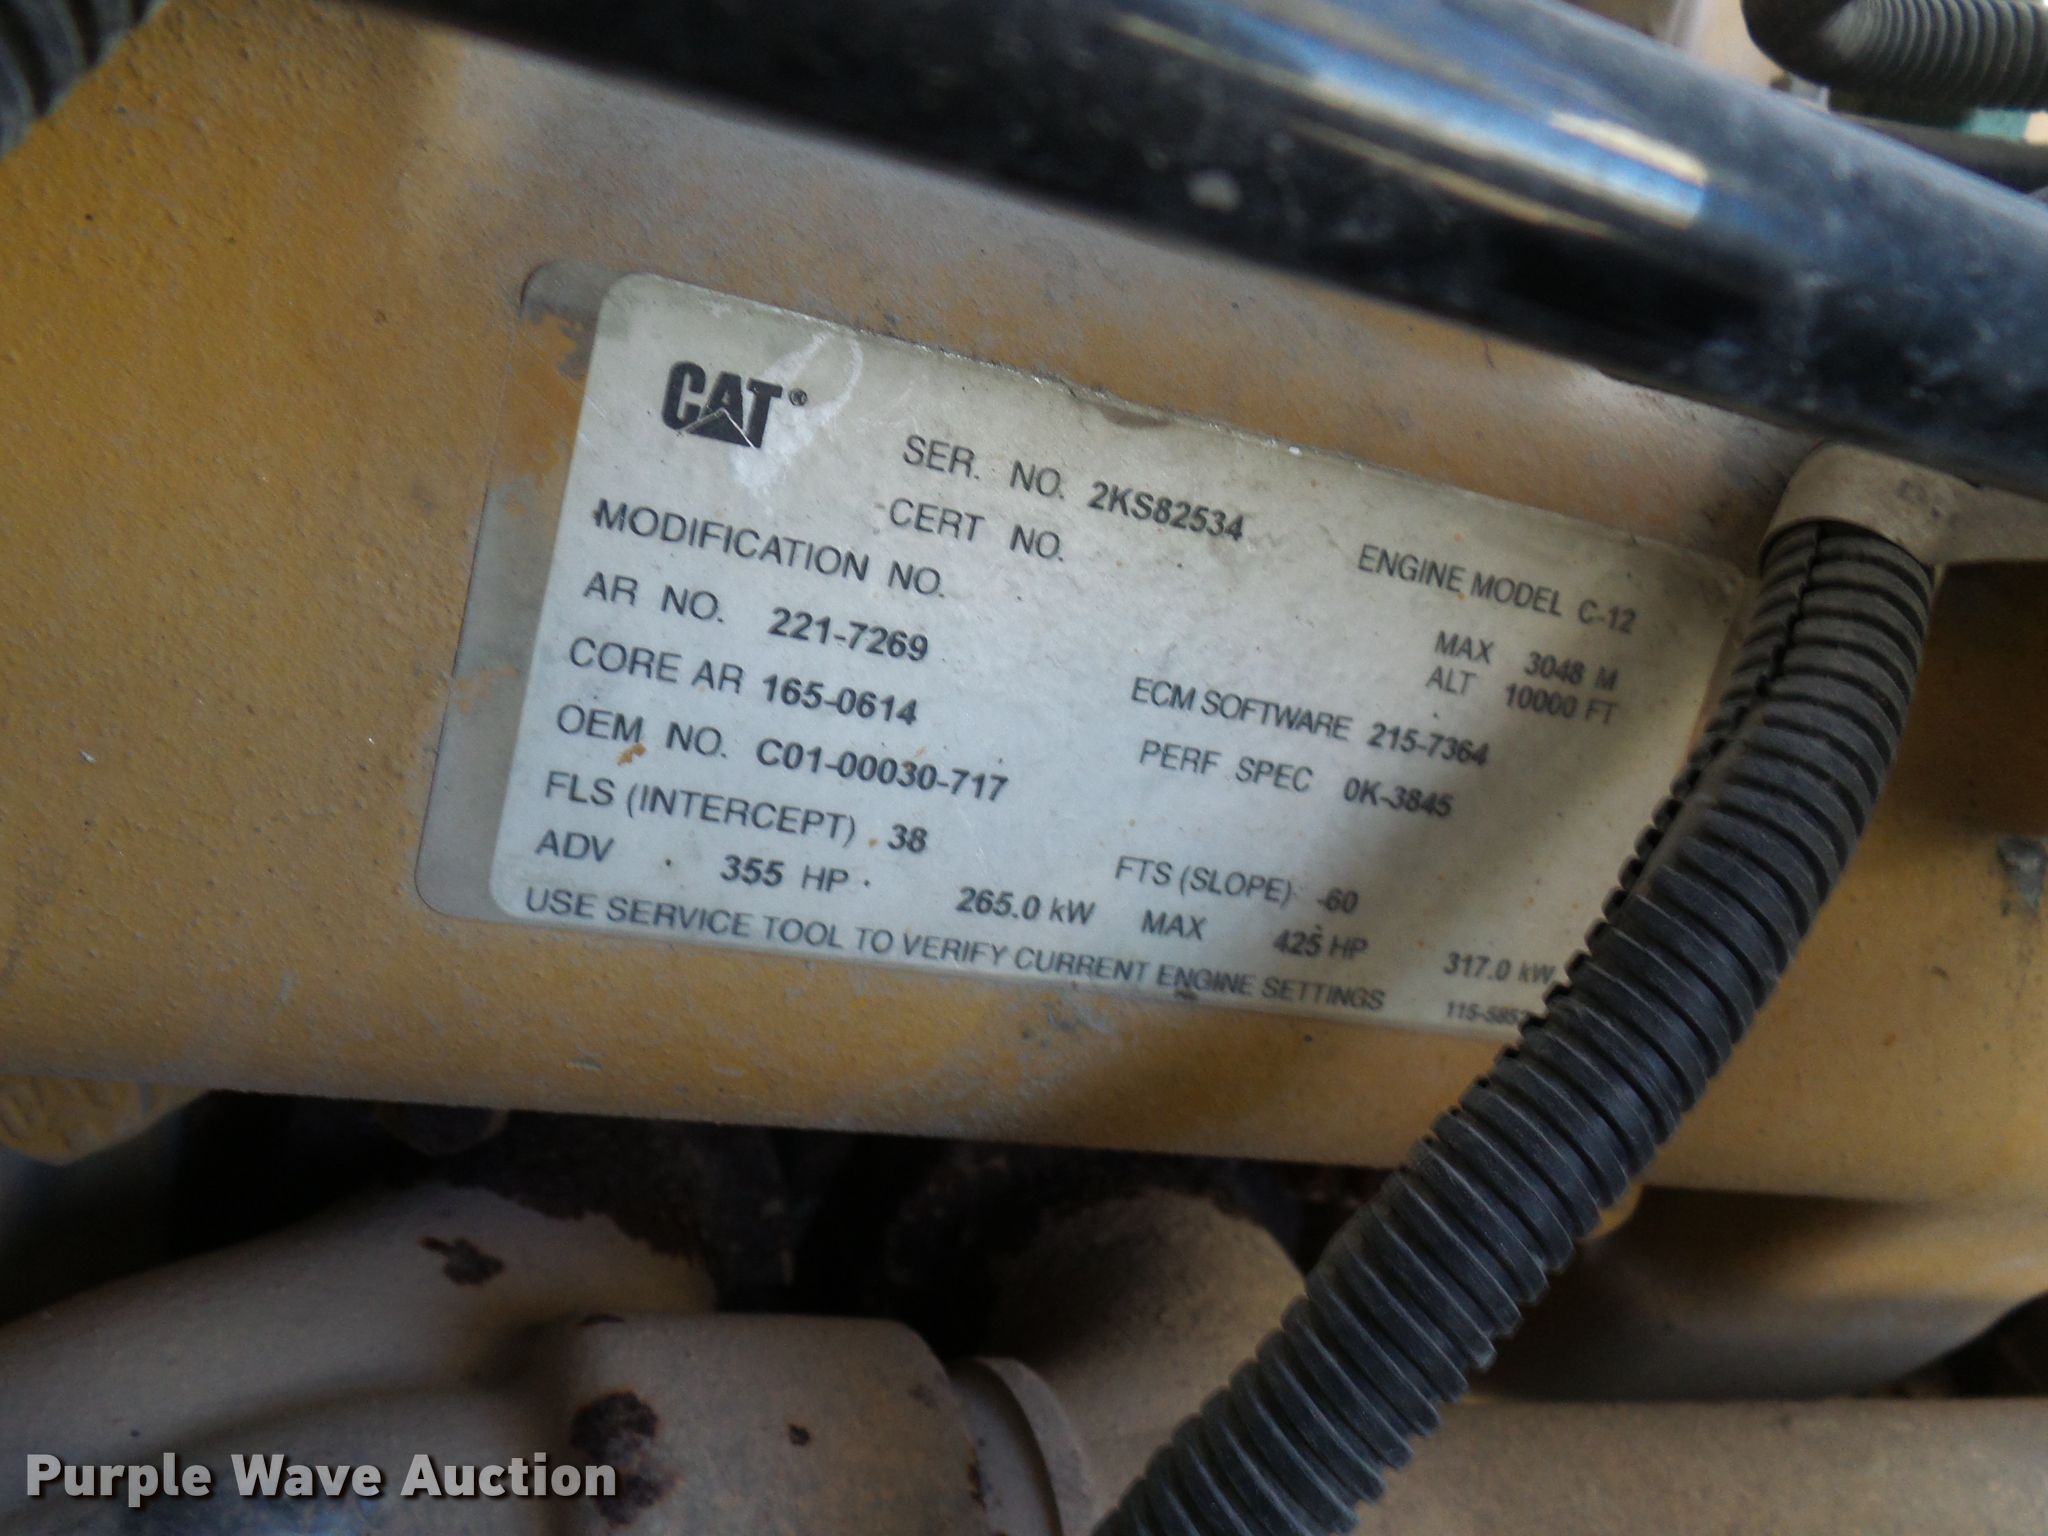 CAT®
SER. NO. 2KS82534
CERT NO.
MODIFICATION NO.
ENGINE MODEL C-12
AR NO. 221-7269
MAX 3048 M
ALT 10000 FT
CORE AR 165-0614
ECM SOFTWARE 215-7364
OEM NO. C01-00030-717
PERF SPEC 0K-3845
FLS (INTERCEPT) 38
FTS (SLOPE) -60
ADV 355 HP 265.0 kW MAX 425 HP 317.0 kW
USE SERVICE TOOL TO VERIFY CURRENT ENGINE SETTINGS
Purple Wave Auction